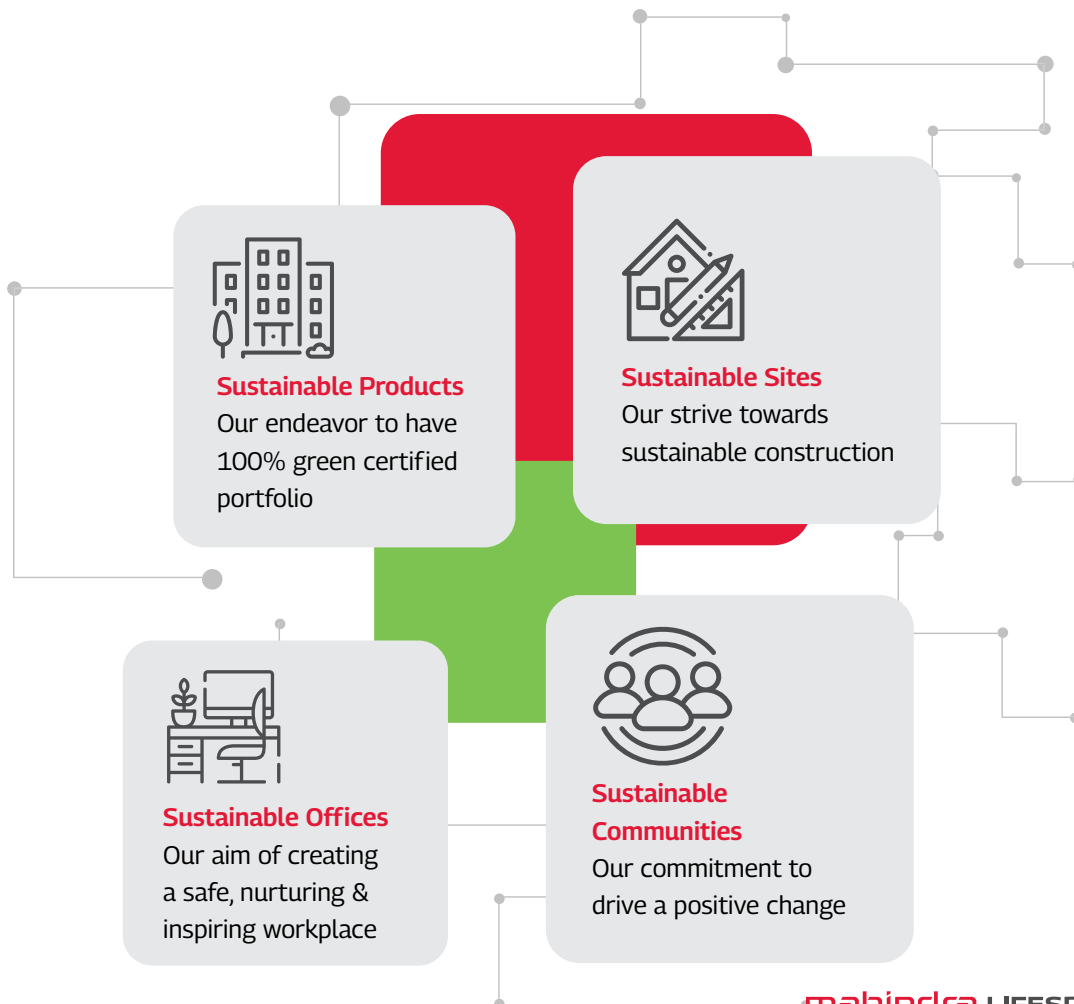 Sustainable Products
Our endeavor to have
100% green certified
portfolio
Sustainable Sites
Our strive towards
sustainable construction
Sustainable Offices
Our aim of creating
a safe, nurturing &
inspiring workplace
Sustainable
Communities
Our commitment to
drive a positive change
mahindra